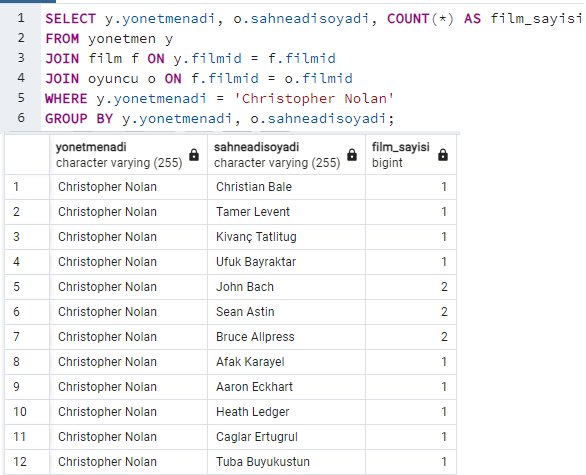 1 SELECT y.yonetmenadi, o.sahneadisoyadi, COUNT(*) AS film_sayisi
2 FROM yonetmen y
3 JOIN film f ON y.filmid = f.filmid
4 JOIN oyuncu o ON f.filmid = o.filmid
5 WHERE y.yonetmenadi = 'Christopher Nolan'
6 GROUP BY y.yonetmenadi, o.sahneadisoyadi;
yonetmenadi sahneadisoyadi film_sayisi
character varying (255) character varying (255) bigint
1 Christopher Nolan Christian Bale 1
2 Christopher Nolan Tamer Levent 1
3 Christopher Nolan Kivanç Tatlitug 1
4 Christopher Nolan Ufuk Bayraktar 1
5 Christopher Nolan John Bach 2
6 Christopher Nolan Sean Astin 2
7 Christopher Nolan Bruce Allpress 2
8 Christopher Nolan Afak Karayel 1
9 Christopher Nolan Aaron Eckhart 1
10 Christopher Nolan Heath Ledger 1
11 Christopher Nolan Caglar Ertugrul 1
12 Christopher Nolan Tuba Buyukustun 1